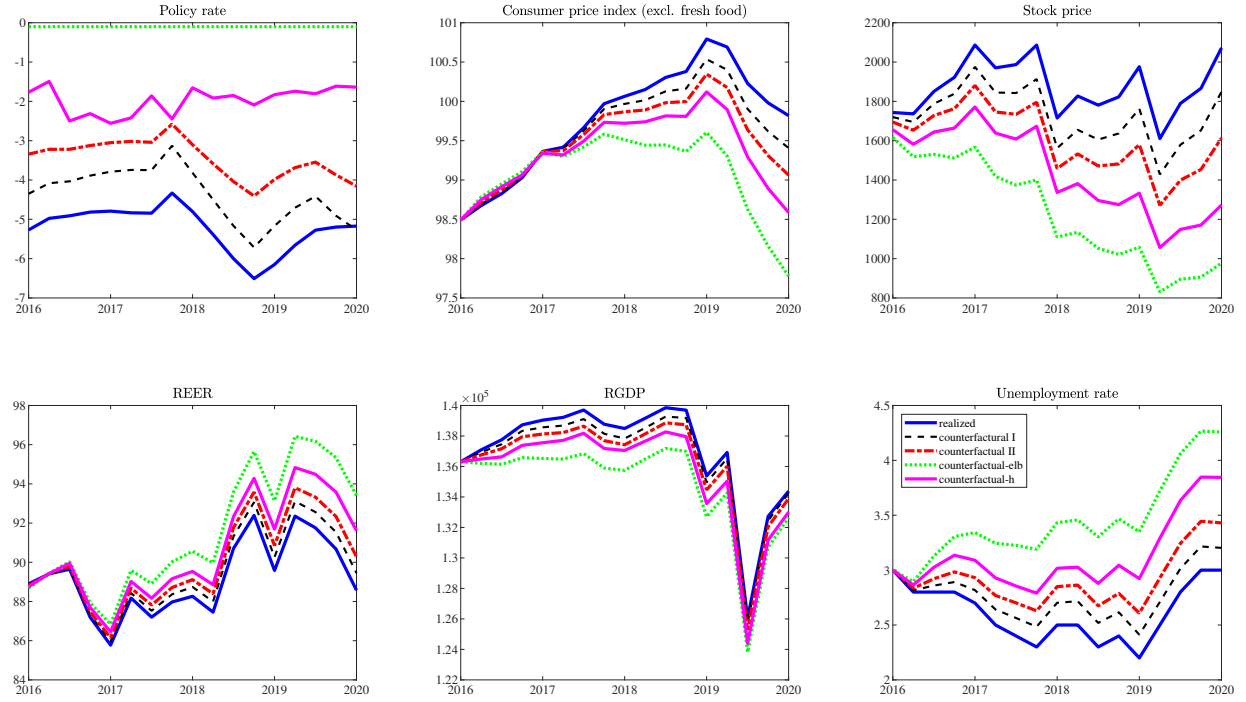 Policy rate
0
-1
-2
-3
-4
-5
-6
-7
2016 2017 2018 2019 2020
Consumer price index (excl. fresh food)
101
100.5
100
99.5
99
98.5
98
97.5
2016 2017 2018 2019 2020
Stock price
2200
2000
1800
1600
1400
1200
1000
800
2016 2017 2018 2019 2020
REER
98
96
94
92
90
88
86
84
2016 2017 2018 2019 2020
RGDP
×10⁵
1.4
1.38
1.36
1.34
1.32
1.3
1.28
1.26
1.24
1.22
2016 2017 2018 2019 2020
Unemployment rate
4.5
4
3.5
3
2.5
2
2016 2017 2018 2019 2020
realized
counterfactural I
counterfactual II
counterfactual-elb
counterfactual-h